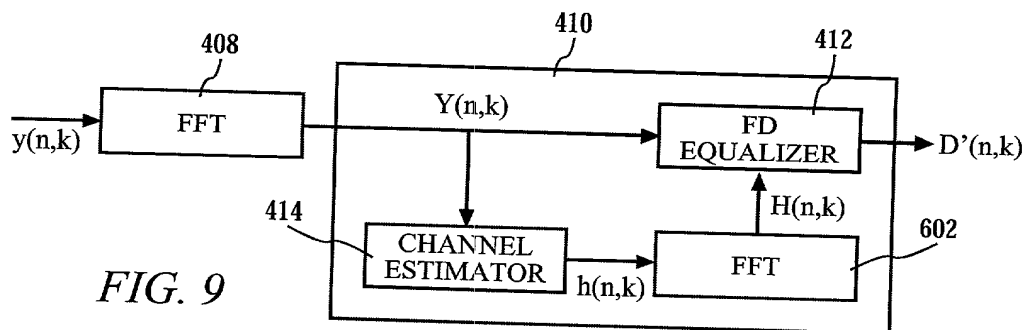 410
408
412
y(n,k)
FFT
Y(n,k)
FD
EQUALIZER
D'(n,k)
H(n,k)
414
CHANNEL
ESTIMATOR
h(n,k)
FFT
602
FIG. 9